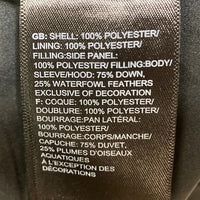 GB: SHELL: 100% POLYESTER/
LINING: 100% POLYESTER/
FILLING:SIDE PANEL:
100% POLYESTER/ FILLING:BODY/
SLEEVE/HOOD: 75% DOWN,
25% WATERFOWL FEATHERS
EXCLUSIVE OF DECORATION
F: COQUE: 100% POLYESTER/
DOUBLURE: 100% POLYESTER/
BOURRAGE:PAN LATÉRAL:
100% POLYESTER/
BOURRAGE:CORPS/MANCHE/
CAPUCHE: 75% DUVET,
25% PLUMES D'OISEAUX
AQUATIQUES
À L'EXCEPTION DES
DÉCORATIONS